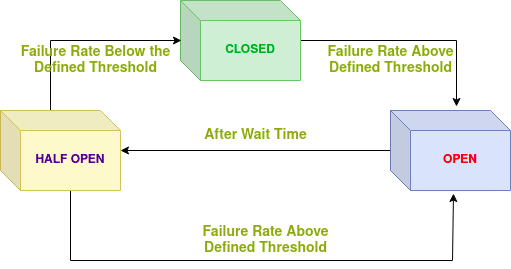 CLOSED
Failure Rate Below the
Defined Threshold
Failure Rate Above
Defined Threshold
After Wait Time
HALF OPEN
OPEN
Failure Rate Above
Defined Threshold